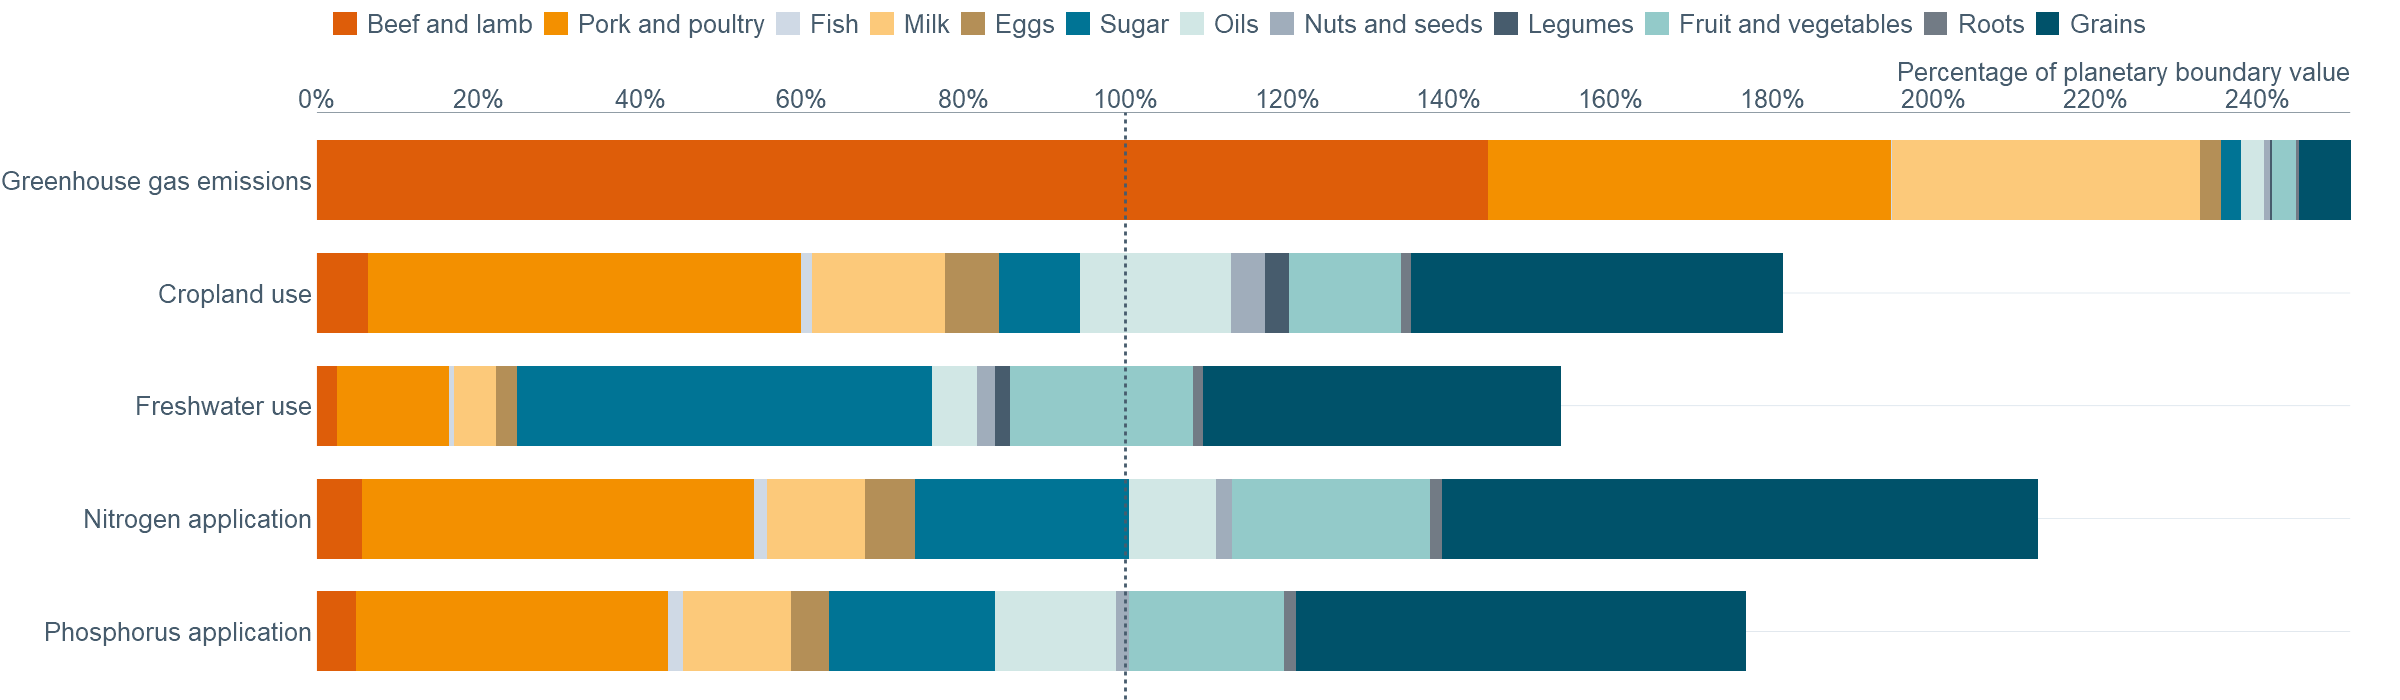 Beef and lamb Pork and poultry Fish Milk Eggs Sugar Oils Nuts and seeds Legumes Fruit and vegetables Roots Grains
Percentage of planetary boundary value
0% 20% 40% 60% 80% 100% 120% 140% 160% 180% 200% 220% 240%
Greenhouse gas emissions
Cropland use
Freshwater use
Nitrogen application
Phosphorus application